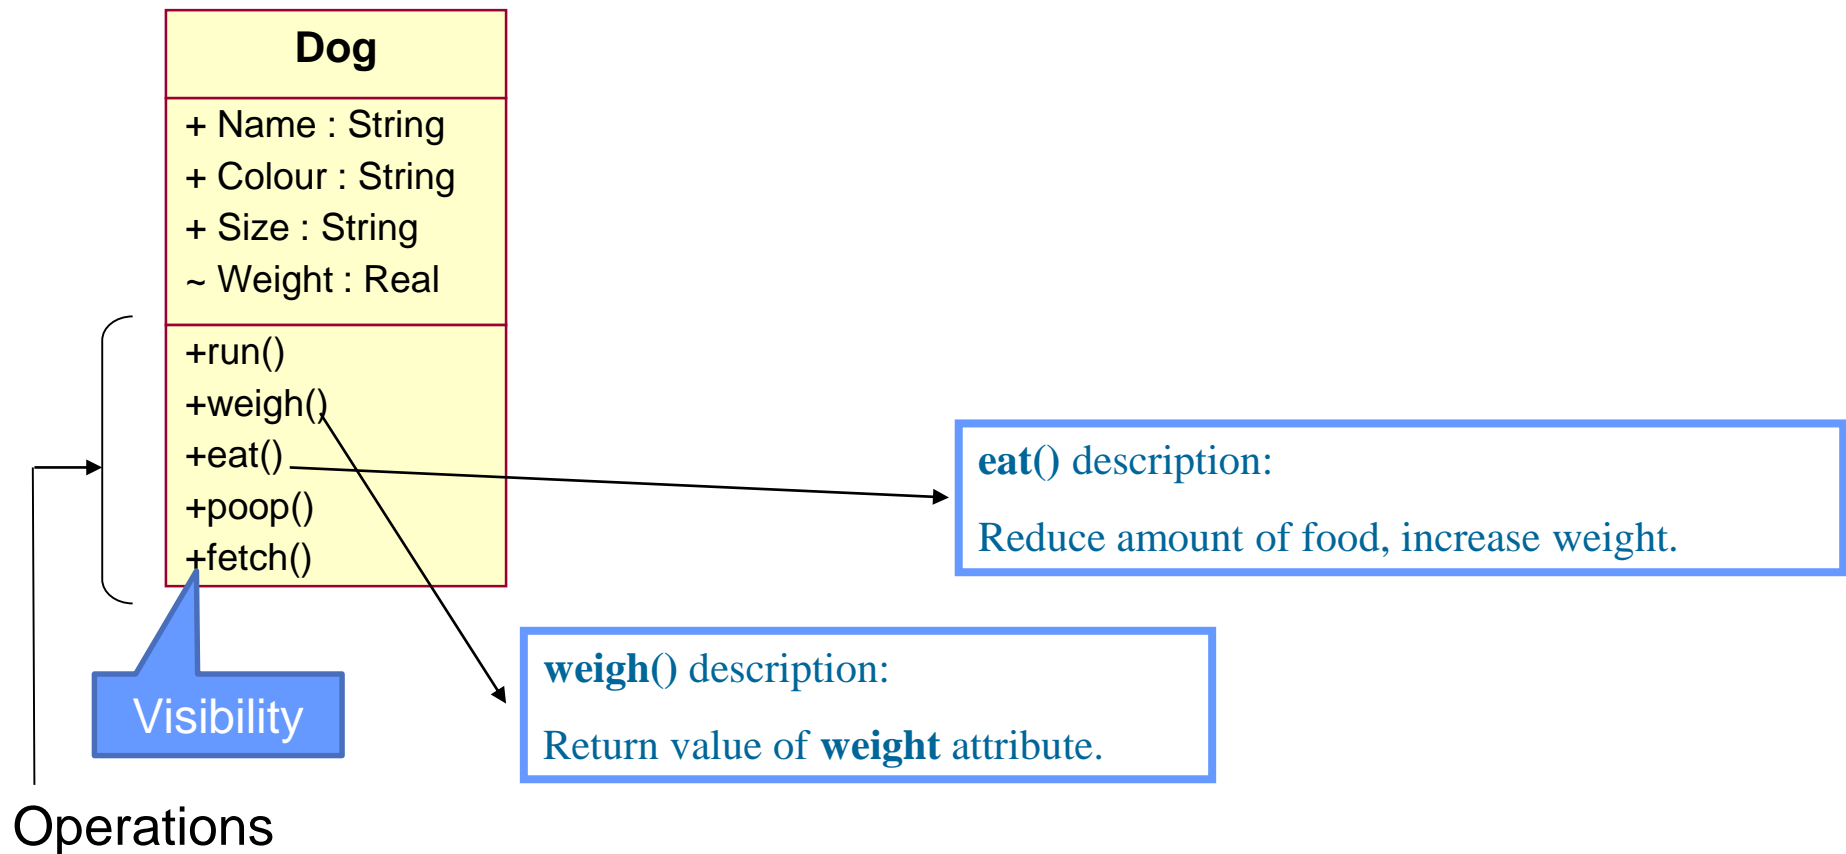 Dog
+ Name : String
+ Colour : String
+ Size : String
~ Weight : Real
+run()
+weigh()
+eat()
+poop()
+fetch()
eat() description:
Reduce amount of food, increase weight.
weigh() description:
Return value of weight attribute.
Visibility
Operations